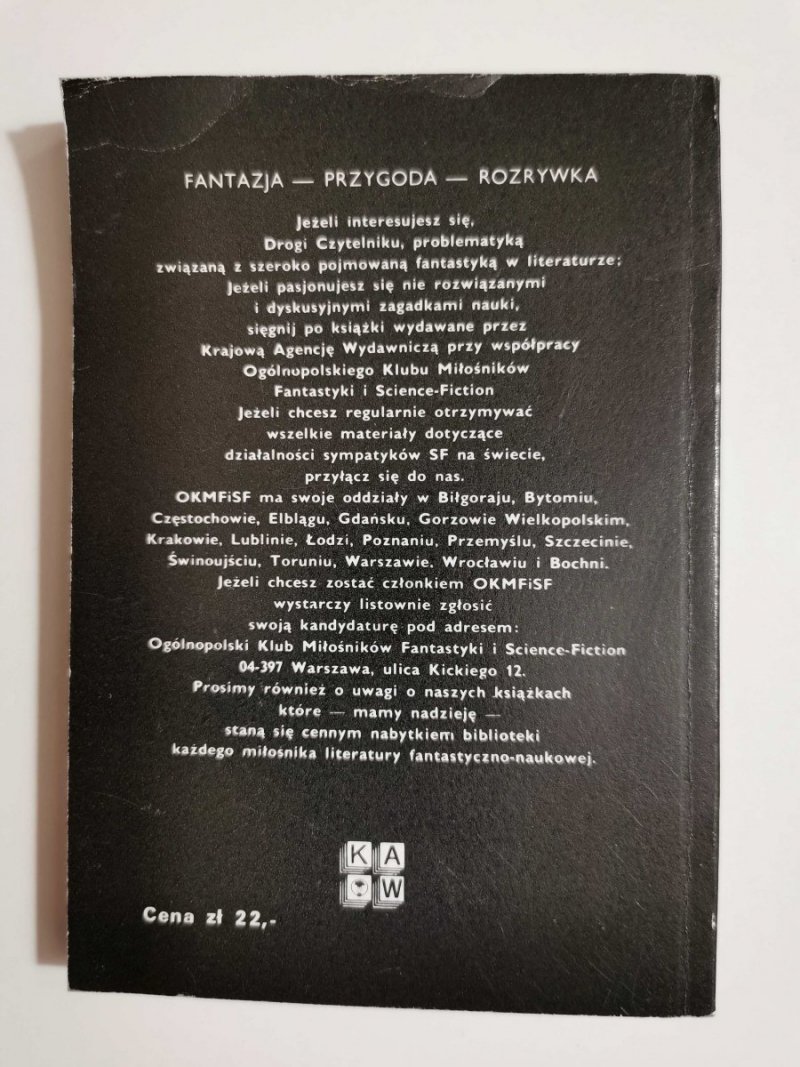 FANTAZJA — PRZYGODA — ROZRYWKA
Jeżeli interesujesz się,
Drogi Czytelniku, problematyką
związaną z szeroko pojmowaną fantastyką w literaturze;
Jeżeli pasjonujesz się nie rozwiązanymi
i dyskusyjnymi zagadkami nauki,
sięgnij po książki wydawane przez
Krajową Agencję Wydawniczą przy współpracy
Ogólnopolskiego Klubu Miłośników
Fantastyki i Science-Fiction
Jeżeli chcesz regularnie otrzymywać
wszelkie materiały dotyczące
działalności sympatyków SF na świecie,
przyłącz się do nas.
OKMFiSF ma swoje oddziały w Biłgoraju, Bytomiu,
Częstochowie, Elblągu, Gdańsku, Gorzowie Wielkopolskim,
Krakowie, Lublinie, Łodzi, Poznaniu, Przemyślu, Szczecinie,
Świnoujściu, Toruniu, Warszawie. Wrocławiu i Bochni.
Jeżeli chcesz zostać członkiem OKMFiSF
wystarczy listownie zgłosić
swoją kandydaturę pod adresem:
Ogólnopolski Klub Miłośników Fantastyki i Science-Fiction
04-397 Warszawa, ulica Kickiego 12.
Prosimy również o uwagi o naszych książkach
które — mamy nadzieję —
staną się cennym nabytkiem biblioteki
każdego miłośnika literatury fantastyczno-naukowej.
K A
W
Cena zł 22,-